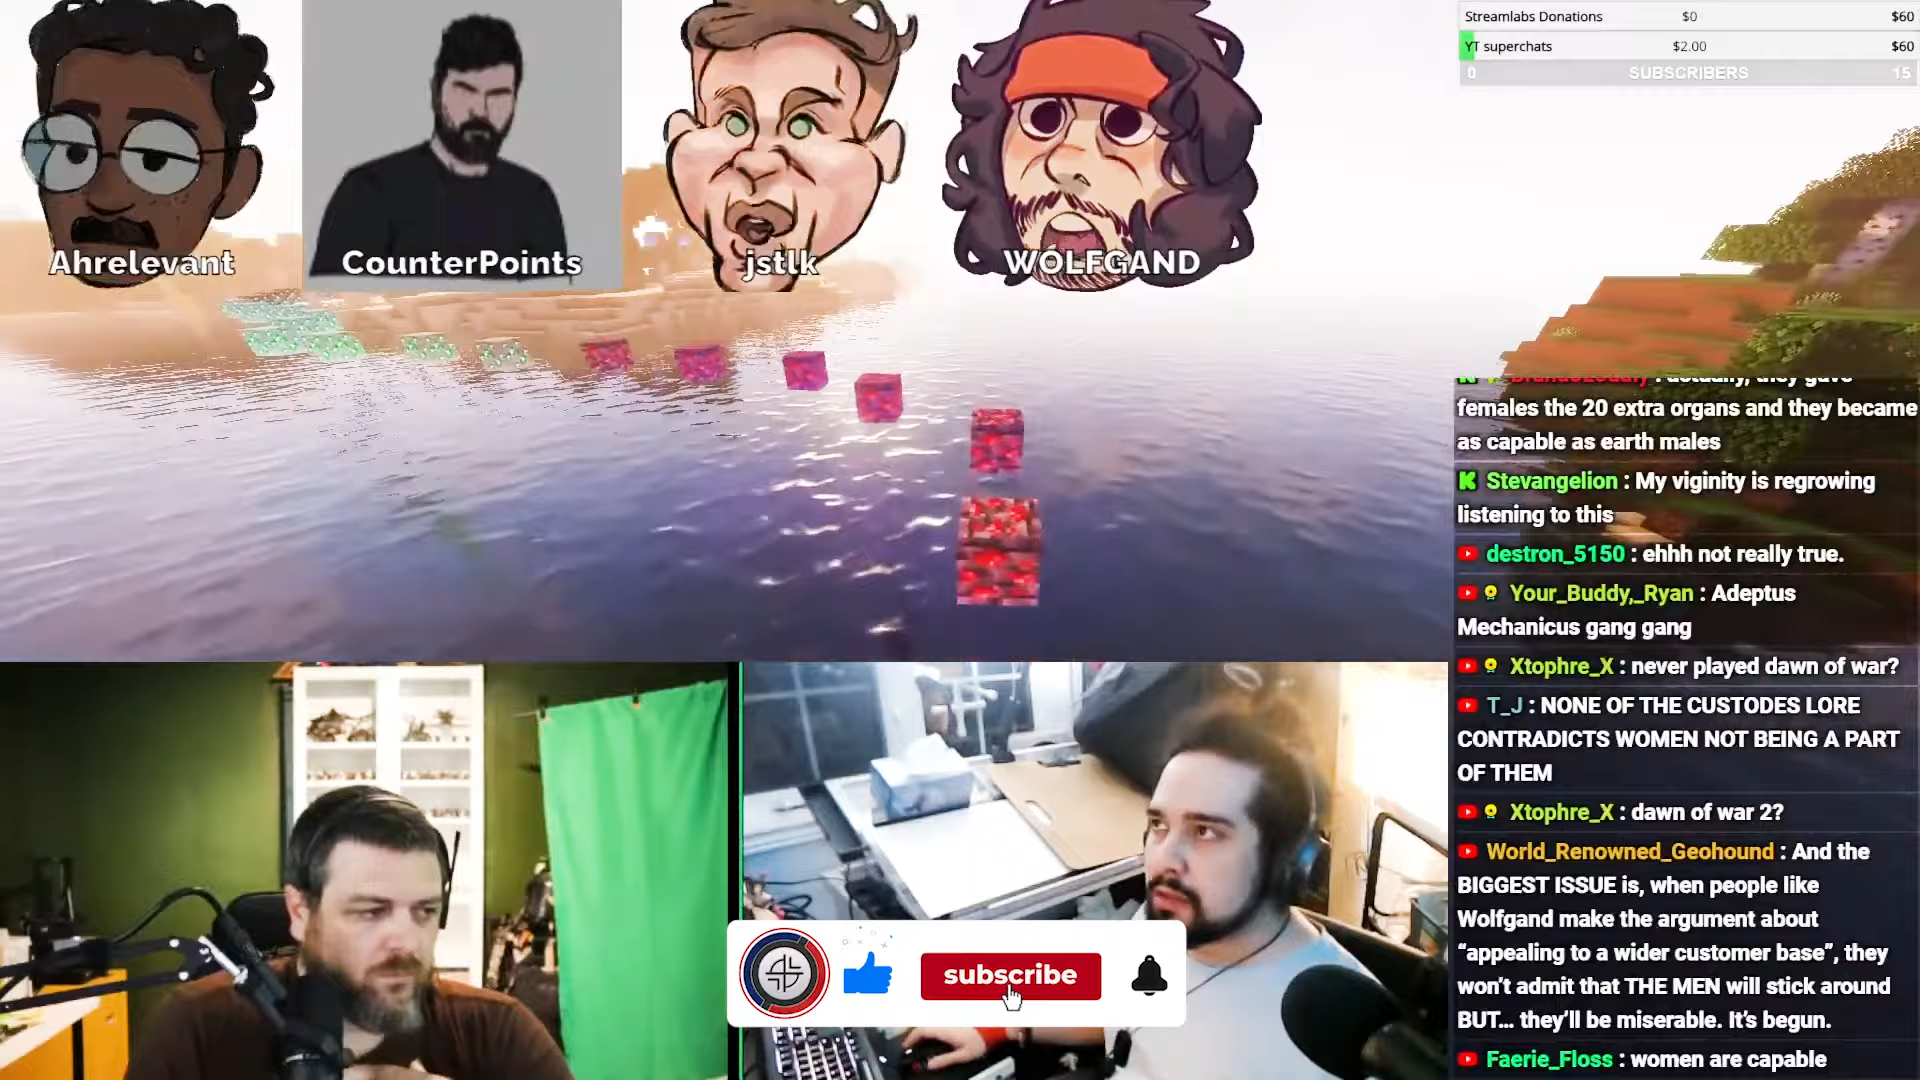 Streamlabs Donations $0 $60
YT superchats $2.00 $60
0 SUBSCRIBERS 15
Ahrelevant
CounterPoints
jstlk
WOLFGAND
actually, they gave
females the 20 extra organs and they became
as capable as earth males
Stevangelion : My viginity is regrowing
listening to this
destron_5150 : ehhh not really true.
Your_Buddy,_Ryan : Adeptus
Mechanicus gang gang
Xtophre_X : never played dawn of war?
T_J : NONE OF THE CUSTODES LORE
CONTRADICTS WOMEN NOT BEING A PART
OF THEM
Xtophre_X : dawn of war 2?
World_Renowned_Geohound : And the
BIGGEST ISSUE is, when people like
Wolfgand make the argument about
“appealing to a wider customer base”, they
won’t admit that THE MEN will stick around
BUT... they’ll be miserable. It’s begun.
Faerie_Floss : women are capable
subscribe